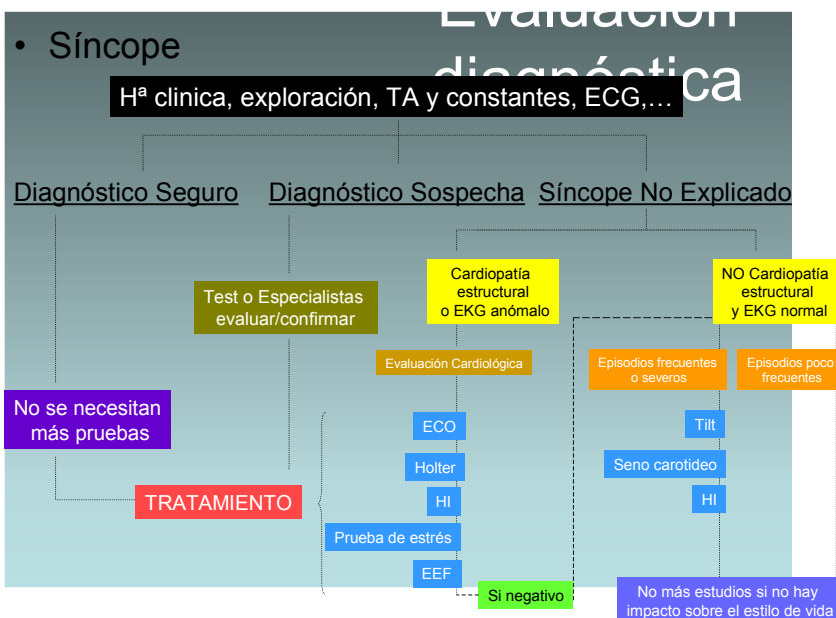 Evaluación
diagnóstica
• Síncope
Hª clinica, exploración, TA y constantes, ECG,…
Diagnóstico Seguro
Diagnóstico Sospecha
Síncope No Explicado
Test o Especialistas
evaluar/confirmar
Cardiopatía
estructural
o EKG anómalo
NO Cardiopatía
estructural
y EKG normal
Evaluación Cardiológica
Episodios frecuentes
o severos
Episodios poco
frecuentes
No se necesitan
más pruebas
TRATAMIENTO
ECO
Holter
HI
Prueba de estrés
EEF
Tilt
Seno carotideo
HI
Si negativo
No más estudios si no hay
impacto sobre el estilo de vida